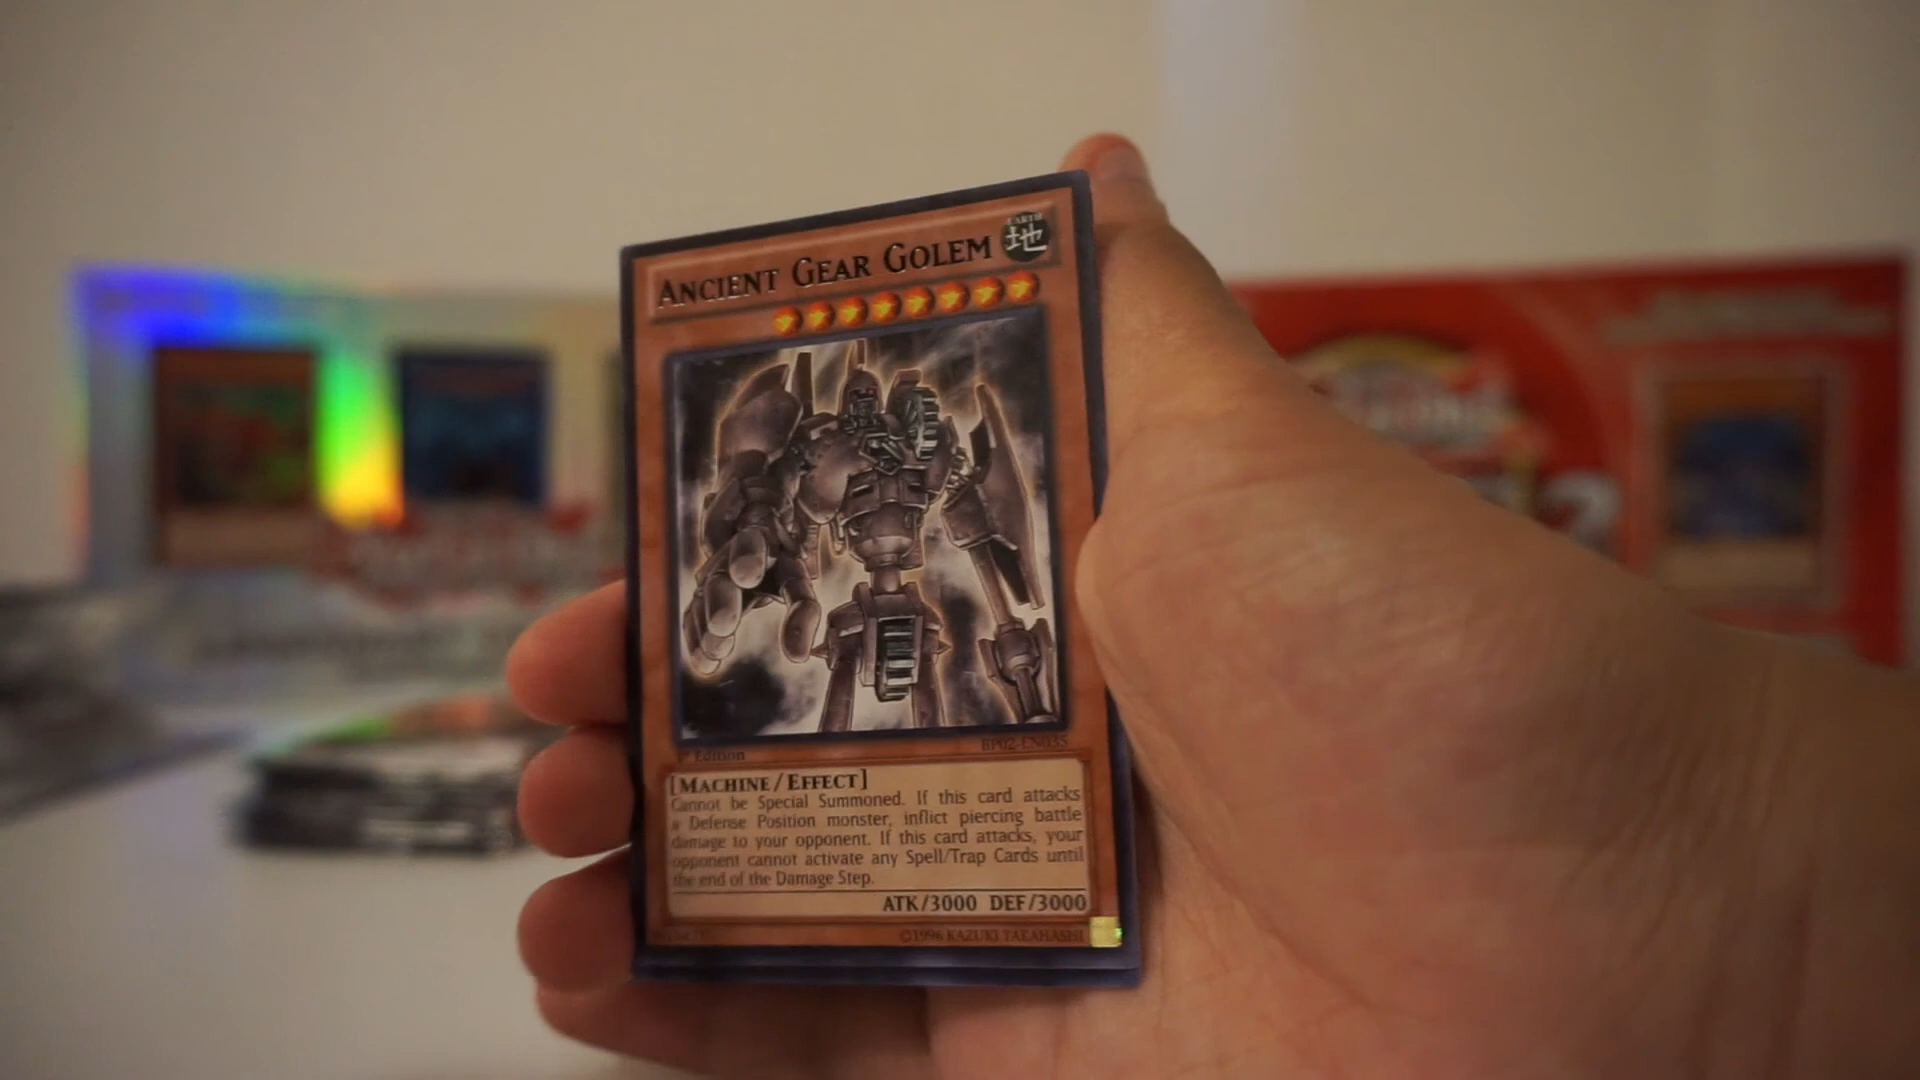 ANCIENT GEAR GOLEM
EARTH
地
1st Edition
BP02-EN035
[MACHINE/EFFECT]
Cannot be Special Summoned. If this card attacks
a Defense Position monster, inflict piercing battle
damage to your opponent. If this card attacks, your
opponent cannot activate any Spell/Trap Cards until
the end of the Damage Step.
ATK/3000 DEF/3000
©1996 KAZUKI TAKAHASHI